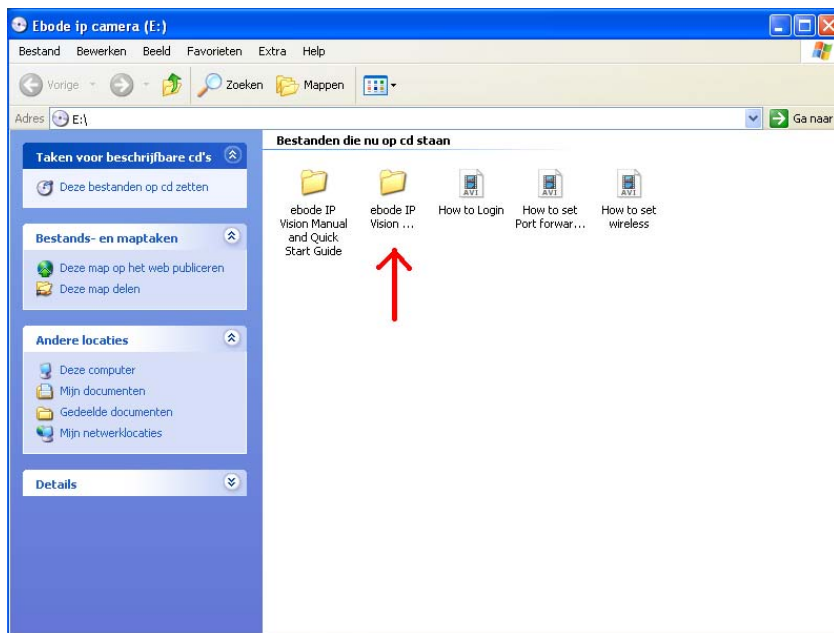 Ebode ip camera (E:)
Bestand Bewerken Beeld Favorieten Extra Help
Vorige Zoeken Mappen
Adres E:\ Ga naar
Taken voor beschrijfbare cd's
Deze bestanden op cd zetten
Bestands- en maptaken
Deze map op het web publiceren
Deze map delen
Andere locaties
Deze computer
Mijn documenten
Gedeelde documenten
Mijn netwerklocaties
Details
Bestanden die nu op cd staan
ebode IP
Vision Manual
and Quick
Start Guide
ebode IP
Vision ...
AVI
How to Login
AVI
How to set
Port forwar...
AVI
How to set
wireless